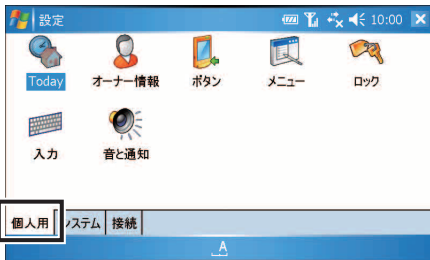 設定 10:00
Today オーナー情報 ボタン メニュー ロック
入力 音と通知
個人用 システム 接続
A